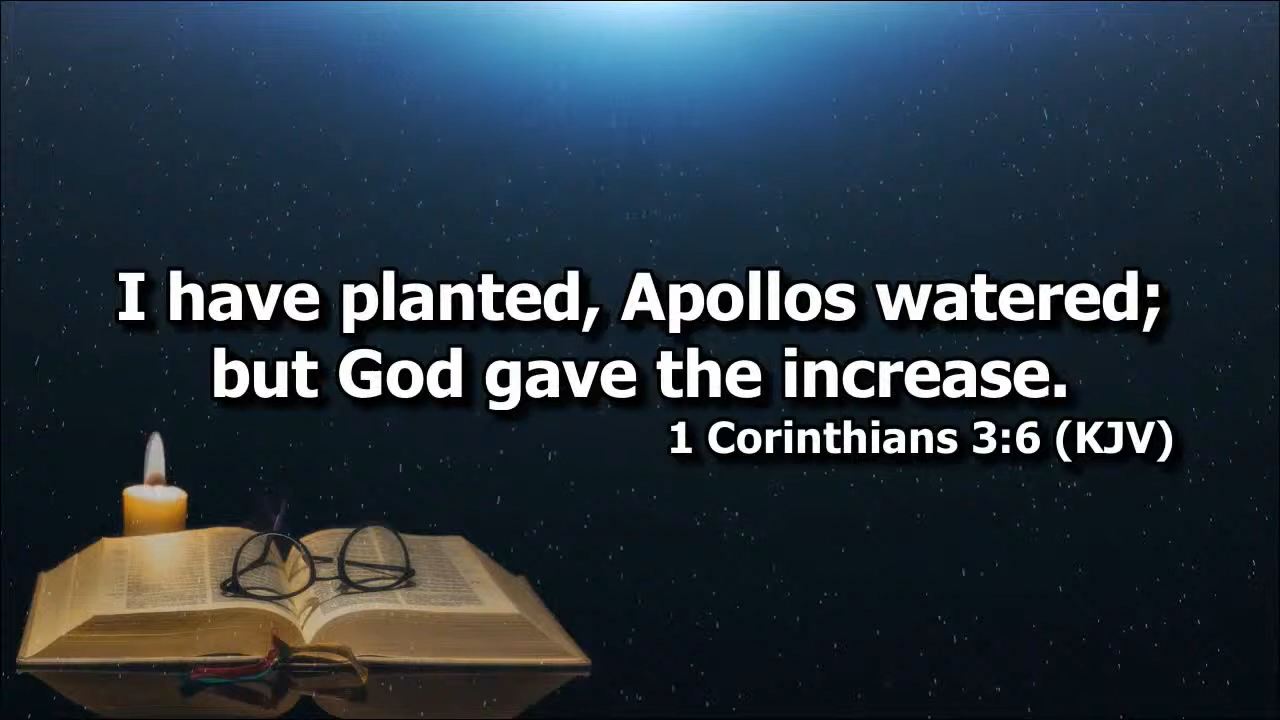 I have planted, Apollos watered;
but God gave the increase.
1 Corinthians 3:6 (KJV)